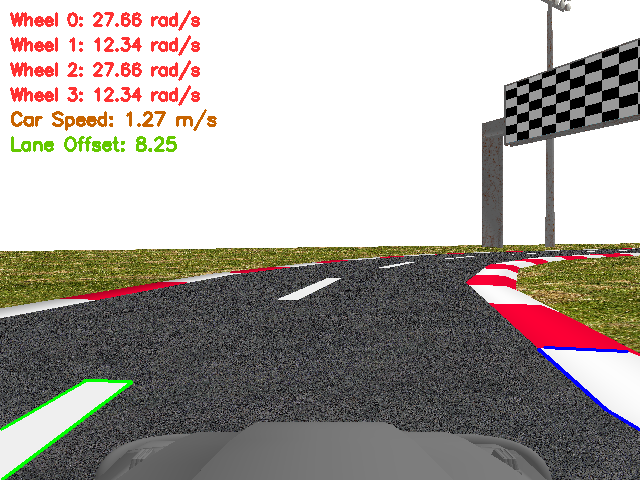 Wheel 0: 27.66 rad/s
Wheel 1: 12.34 rad/s
Wheel 2: 27.66 rad/s
Wheel 3: 12.34 rad/s
Car Speed: 1.27 m/s
Lane Offset: 8.25